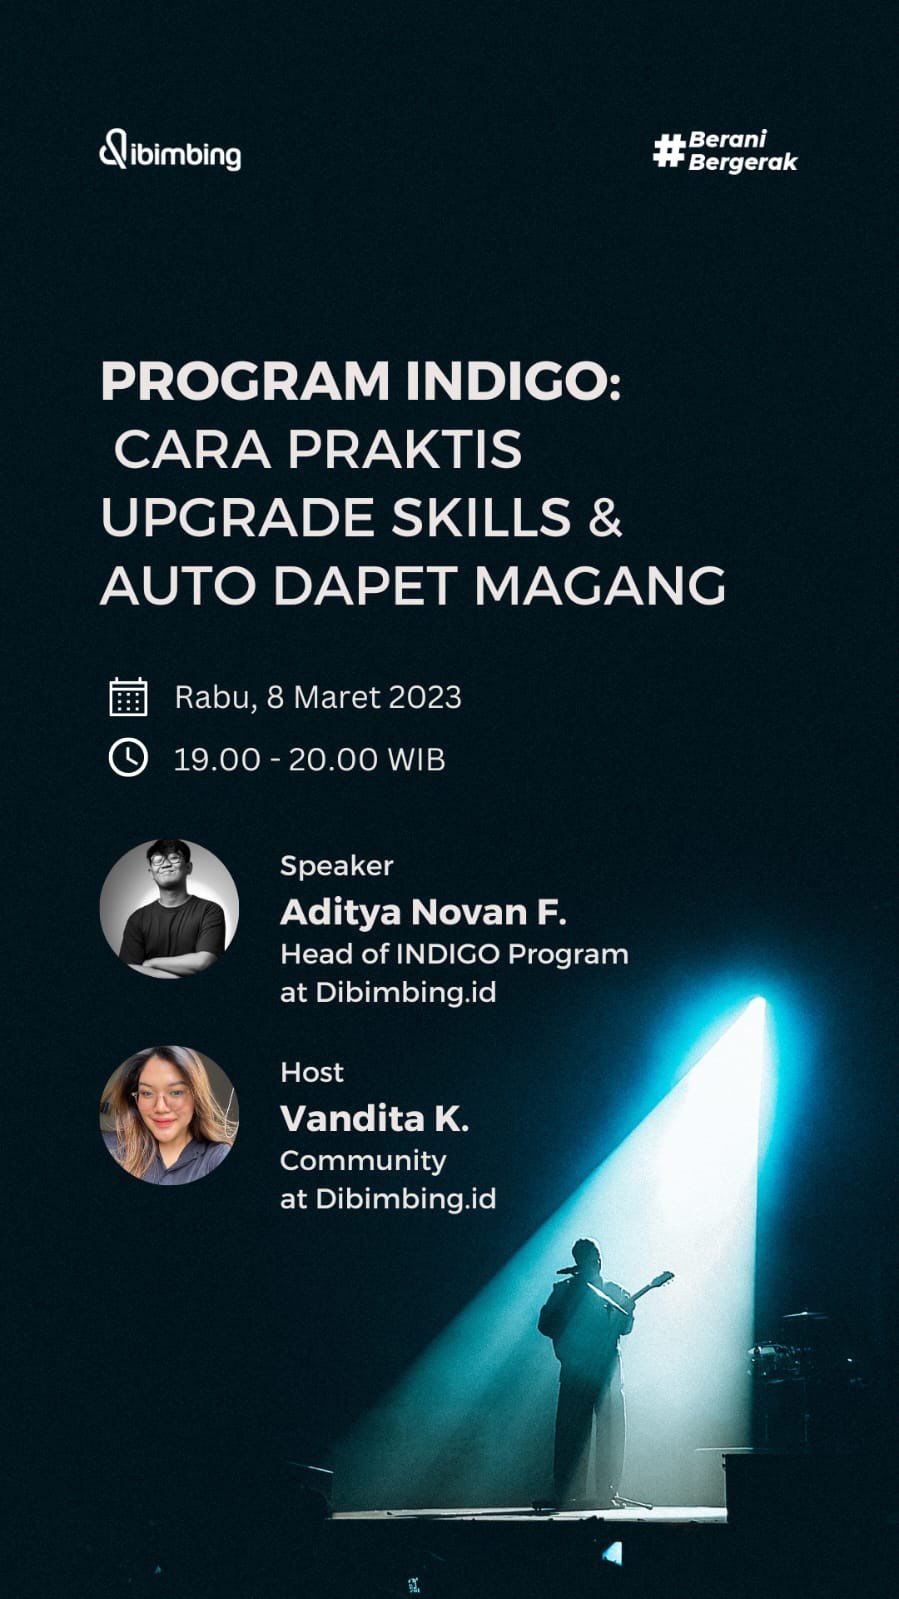 Dibimbing
#Berani
Bergerak
PROGRAM INDIGO:
CARA PRAKTIS
UPGRADE SKILLS &
AUTO DAPET MAGANG
Rabu, 8 Maret 2023
19.00 - 20.00 WIB
Speaker
Aditya Novan F.
Head of INDIGO Program
at Dibimbing.id
Host
Vandita K.
Community
at Dibimbing.id